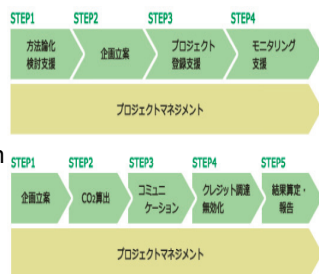 STEP1 STEP2 STEP3 STEP4
方法論化
検討支援
企画立案
プロジェクト
登録支援
モニタリング
支援
プロジェクトマネジメント
n
STEP1 STEP2 STEP3 STEP4 STEP5
企画立案
CO₂算出
コミュニ
ケーション
クレジット調達
無効化
結果算定・
報告
プロジェクトマネジメント